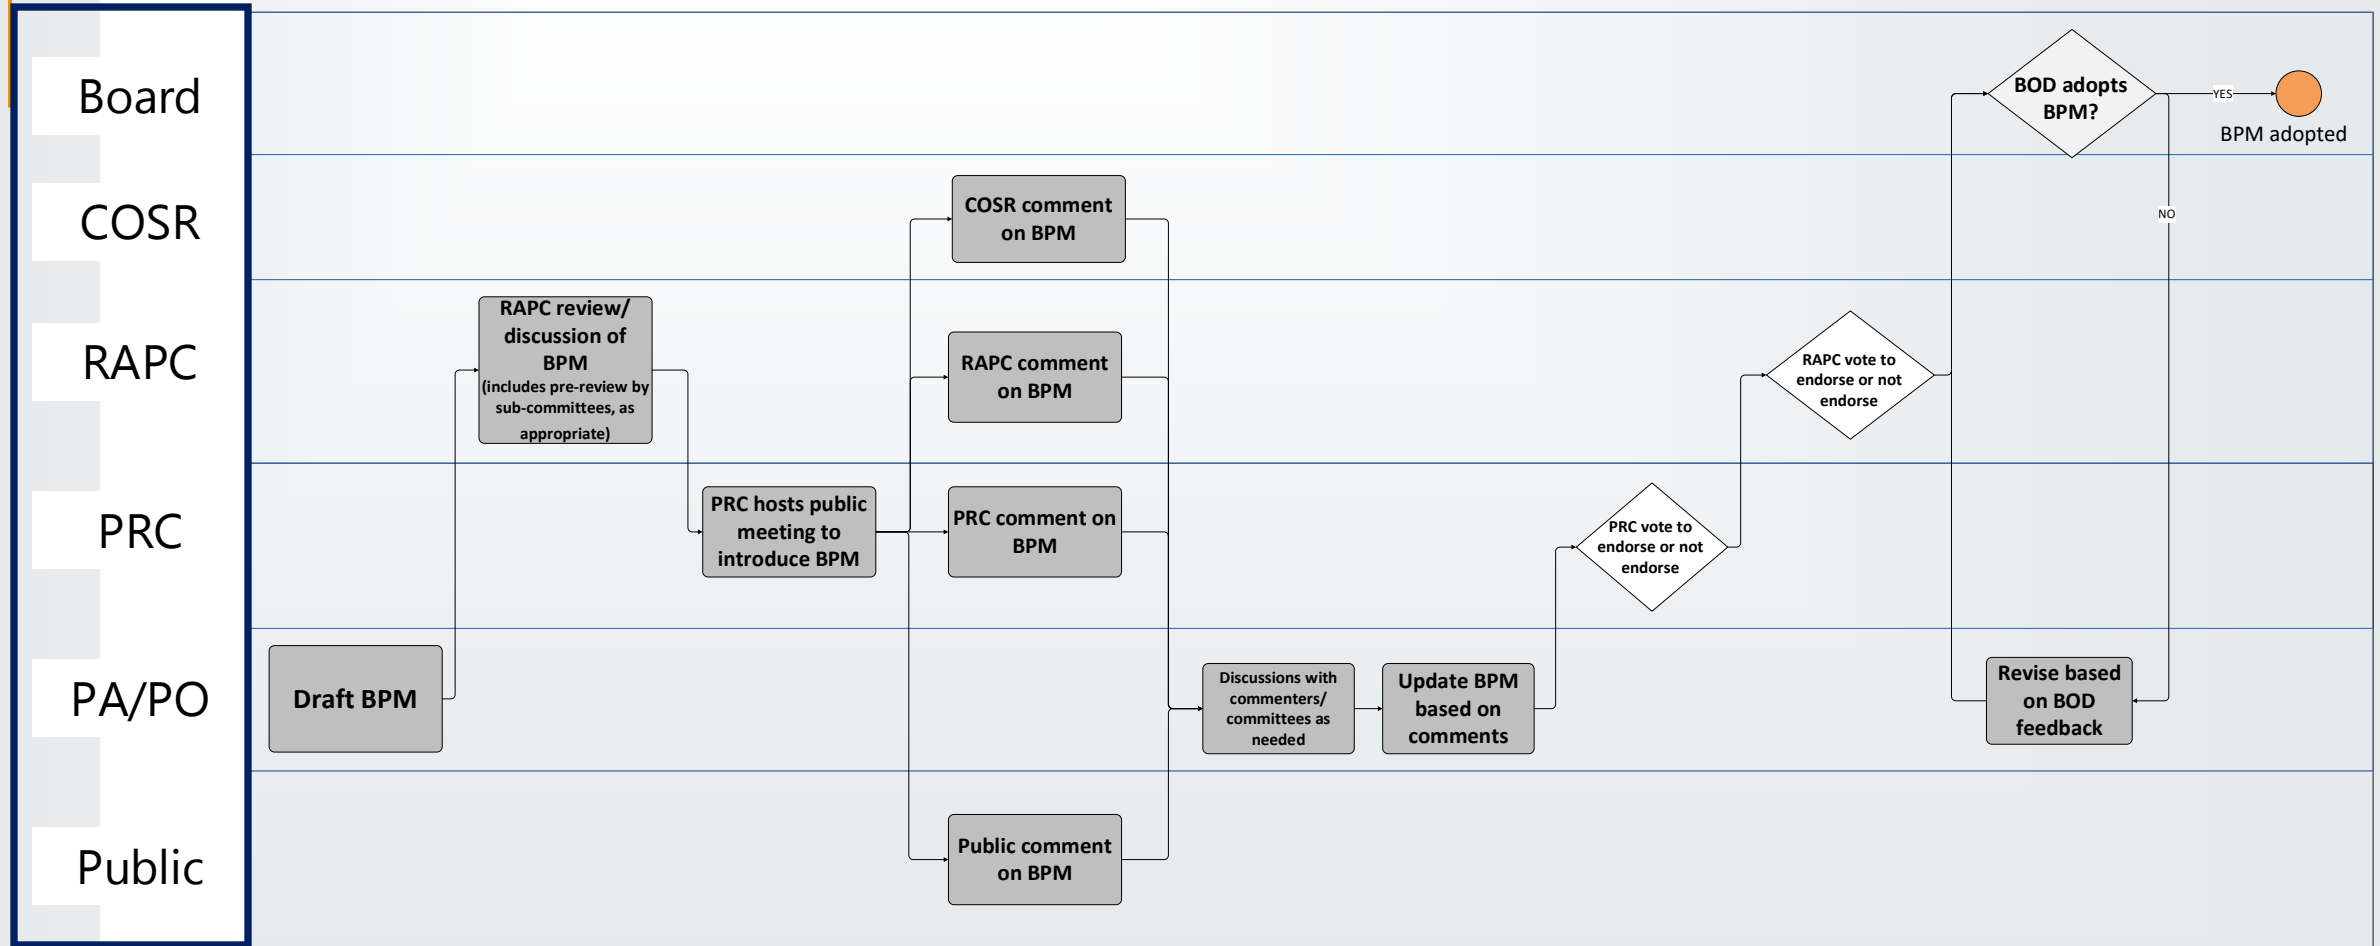 Board
COSR
RAPC
PRC
PA/PO
Public
Draft BPM
RAPC review/
discussion of
BPM
(includes pre-review by
sub-committees, as
appropriate)
PRC hosts public
meeting to
introduce BPM
COSR comment
on BPM
RAPC comment
on BPM
PRC comment on
BPM
Public comment
on BPM
Discussions with
commenters/
committees as
needed
Update BPM
based on
comments
PRC vote to
endorse or not
endorse
RAPC vote to
endorse or not
endorse
BOD adopts
BPM?
YES
BPM adopted
NO
Revise based
on BOD
feedback